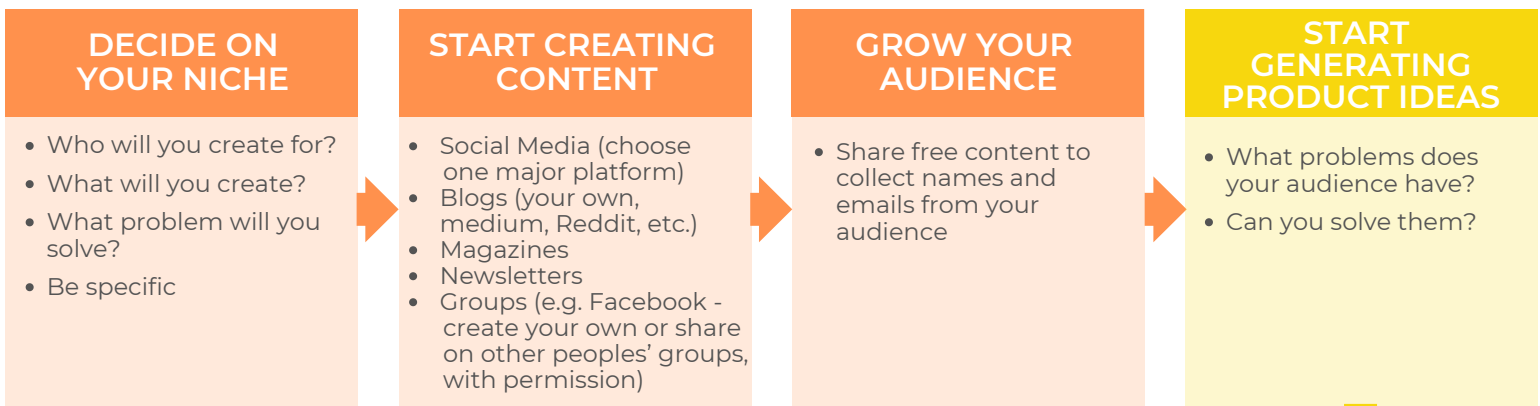 DECIDE ON
YOUR NICHE
• Who will you create for?
• What will you create?
• What problem will you
solve?
• Be specific
START CREATING
CONTENT
• Social Media (choose
one major platform)
• Blogs (your own,
medium, Reddit, etc.)
• Magazines
• Newsletters
• Groups (e.g. Facebook -
create your own or share
on other peoples’ groups,
with permission)
GROW YOUR
AUDIENCE
• Share free content to
collect names and
emails from your
audience
START
GENERATING
PRODUCT IDEAS
• What problems does
your audience have?
• Can you solve them?